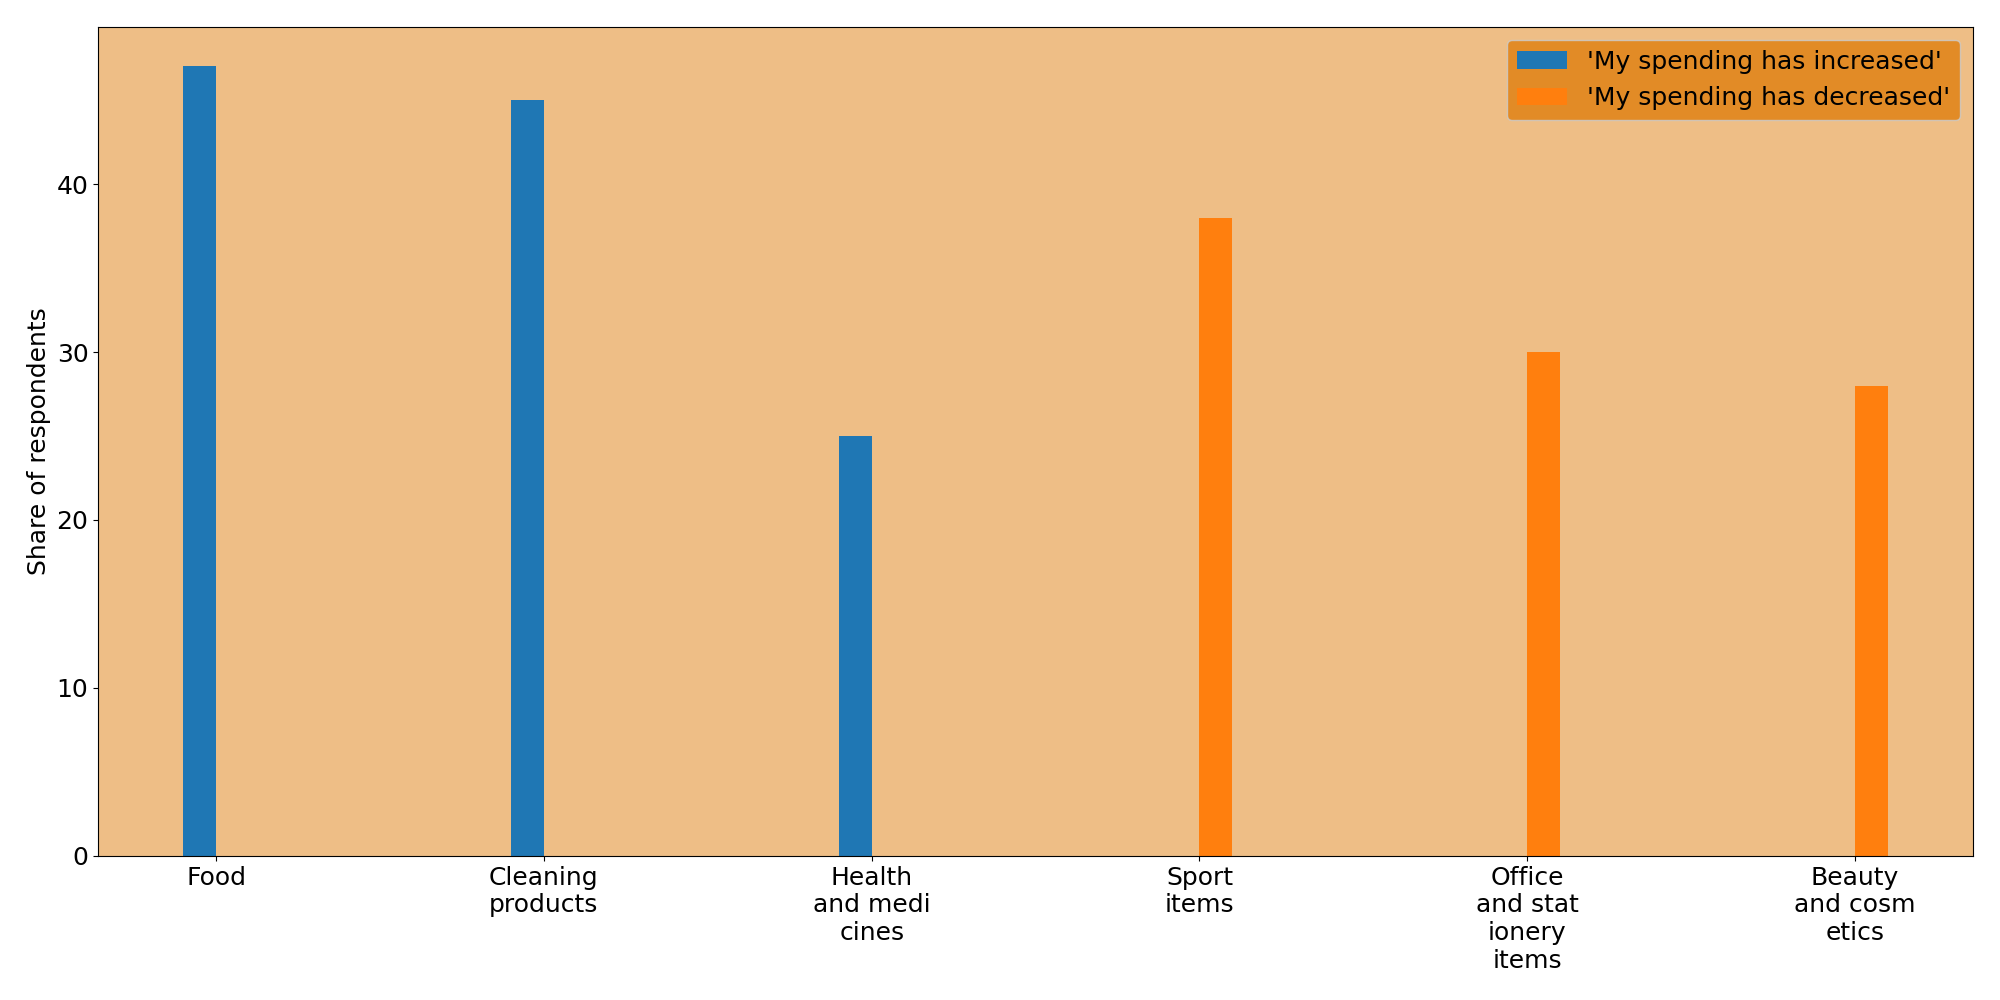 'My spending has increased'
'My spending has decreased'
Share of respondents
40
30
20
10
0
Food
Cleaning
products
Health
and medi
cines
Sport
items
Office
and stat
ionery
items
Beauty
and cosm
etics